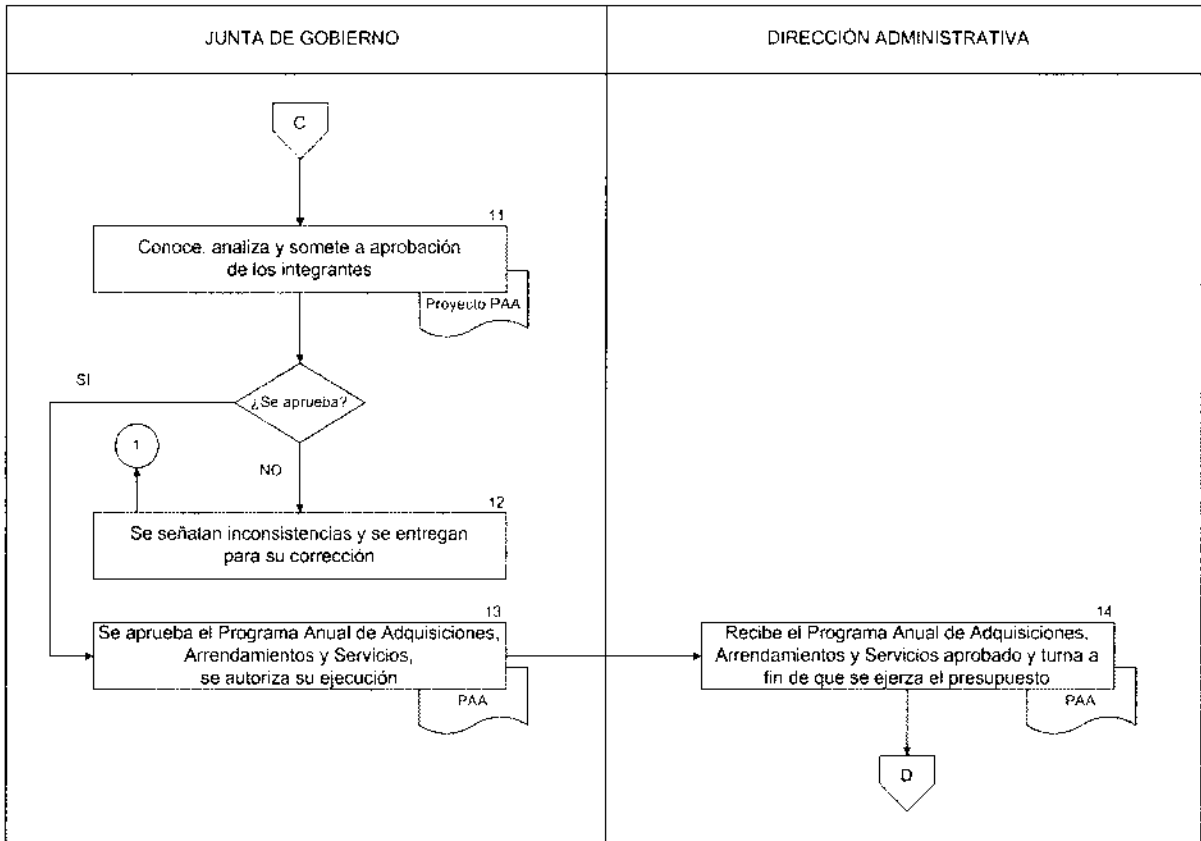 JUNTA DE GOBIERNO
DIRECCIÓN ADMINISTRATIVA
C
11
Conoce, analiza y somete a aprobación
de los integrantes
Proyecto PAA
SI
¿Se aprueba?
1
NO
12
Se señalan inconsistencias y se entregan
para su corrección
13
Se aprueba el Programa Anual de Adquisiciones,
Arrendamientos y Servicios,
se autoriza su ejecución
PAA
14
Recibe el Programa Anual de Adquisiciones,
Arrendamientos y Servicios aprobado y turna a
fin de que se ejerza el presupuesto
PAA
D